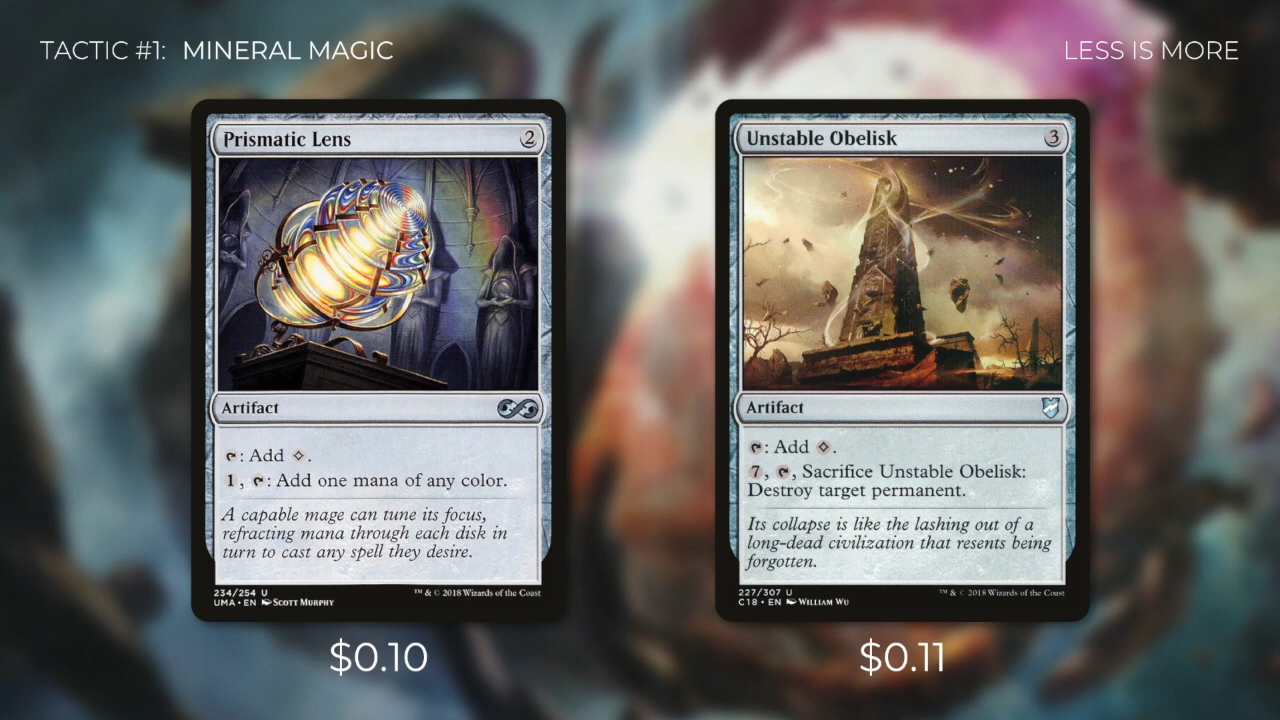 TACTIC #1: MINERAL MAGIC
LESS IS MORE
Prismatic Lens 2
Artifact
: Add .
1, : Add one mana of any color.
A capable mage can tune its focus,
refracting mana through each disk in
turn to cast any spell they desire.
234/254 U
UMA • EN Scott Murphy
™ & © 2018 Wizards of the Coast
$0.10
Unstable Obelisk 3
Artifact
: Add .
7, , Sacrifice Unstable Obelisk:
Destroy target permanent.
Its collapse is like the lashing out of a
long-dead civilization that resents being
forgotten.
227/307 U
C18 • EN William Wu
™ & © 2018 Wizards of the Coast
$0.11